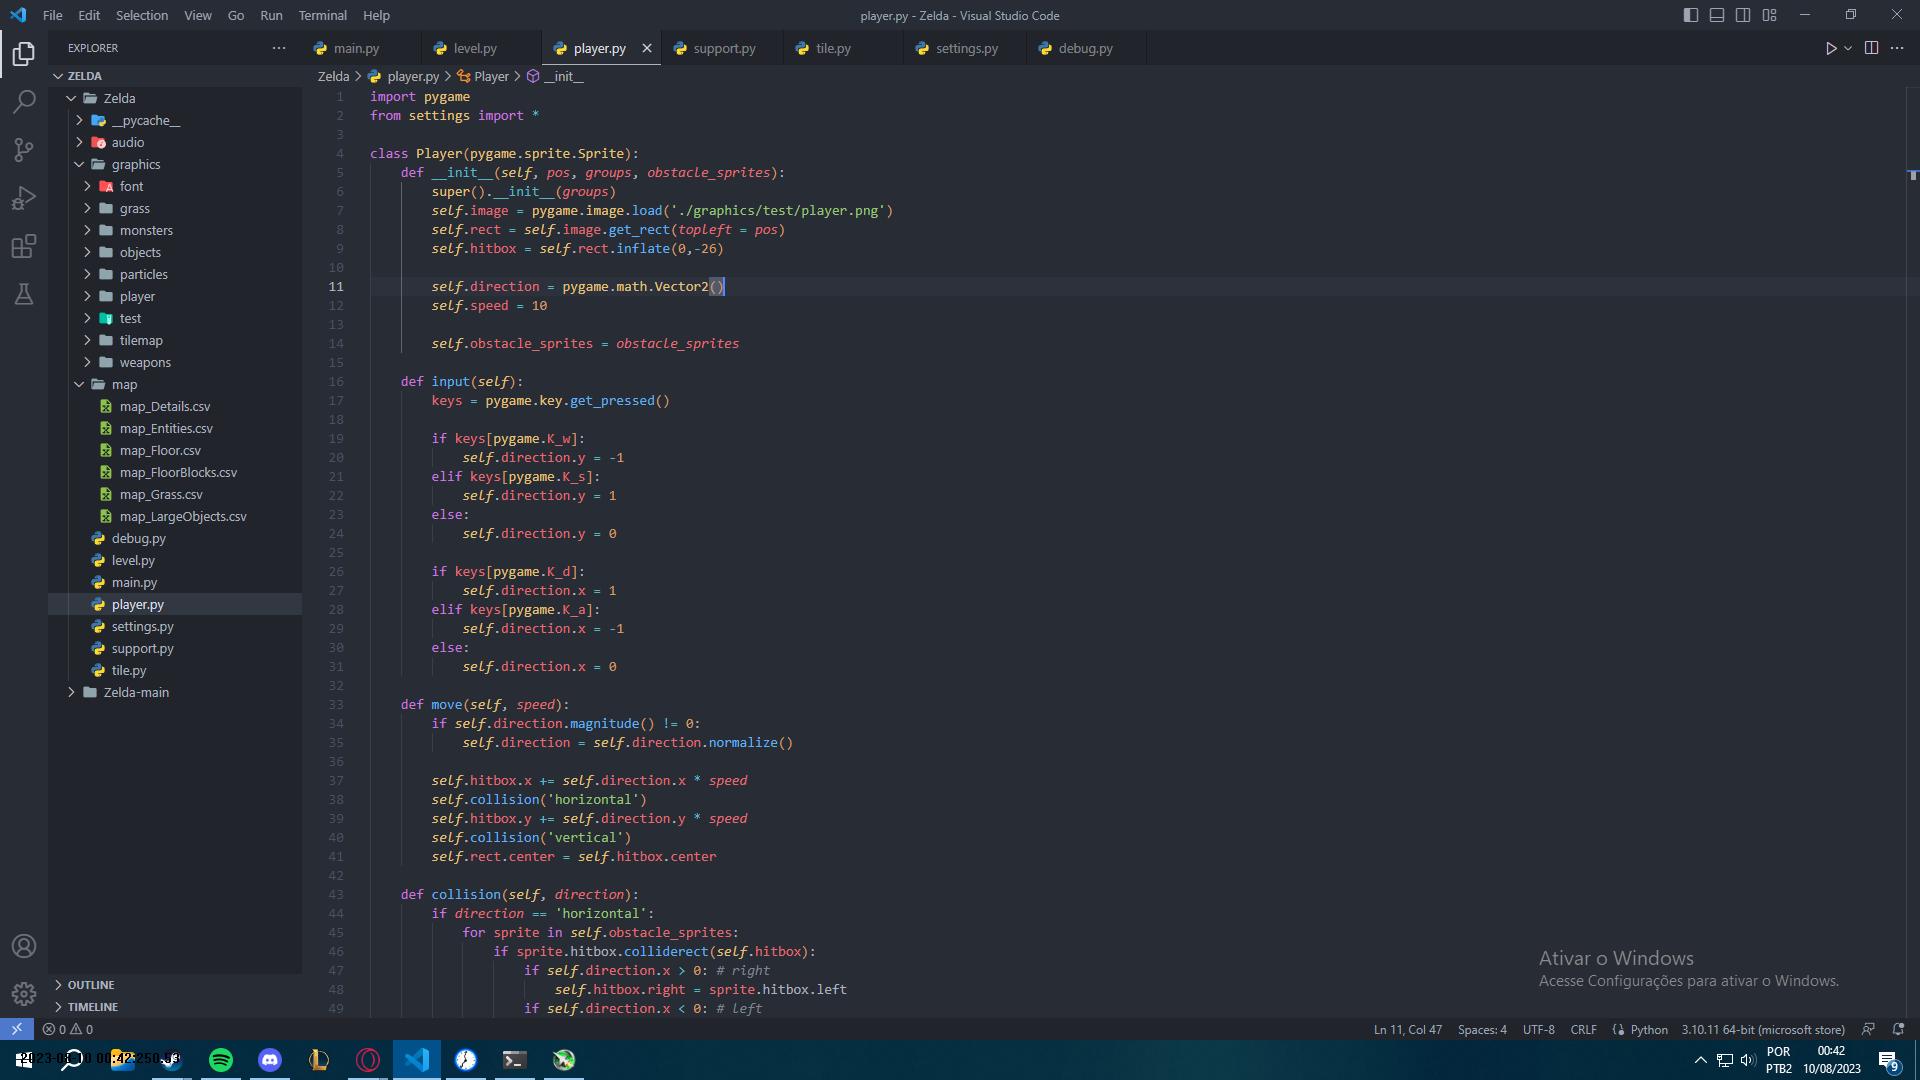 File Edit Selection View Go Run Terminal Help
player.py - Zelda - Visual Studio Code
EXPLORER
main.py level.py player.py support.py tile.py settings.py debug.py
ZELDA
Zelda
__pycache__
audio
graphics
font
grass
monsters
objects
particles
player
test
tilemap
weapons
map
map_Details.csv
map_Entities.csv
map_Floor.csv
map_FloorBlocks.csv
map_Grass.csv
map_LargeObjects.csv
debug.py
level.py
main.py
player.py
settings.py
support.py
tile.py
Zelda-main
OUTLINE
TIMELINE
Zelda > player.py > Player > __init__
1 import pygame
2 from settings import *
3
4 class Player(pygame.sprite.Sprite):
5     def __init__(self, pos, groups, obstacle_sprites):
6         super().__init__(groups)
7         self.image = pygame.image.load('./graphics/test/player.png')
8         self.rect = self.image.get_rect(topleft = pos)
9         self.hitbox = self.rect.inflate(0,-26)
10
11         self.direction = pygame.math.Vector2()
12         self.speed = 10
13
14         self.obstacle_sprites = obstacle_sprites
15
16     def input(self):
17         keys = pygame.key.get_pressed()
18
19         if keys[pygame.K_w]:
20             self.direction.y = -1
21         elif keys[pygame.K_s]:
22             self.direction.y = 1
23         else:
24             self.direction.y = 0
25
26         if keys[pygame.K_d]:
27             self.direction.x = 1
28         elif keys[pygame.K_a]:
29             self.direction.x = -1
30         else:
31             self.direction.x = 0
32
33     def move(self, speed):
34         if self.direction.magnitude() != 0:
35             self.direction = self.direction.normalize()
36
37         self.hitbox.x += self.direction.x * speed
38         self.collision('horizontal')
39         self.hitbox.y += self.direction.y * speed
40         self.collision('vertical')
41         self.rect.center = self.hitbox.center
42
43     def collision(self, direction):
44         if direction == 'horizontal':
45             for sprite in self.obstacle_sprites:
46                 if sprite.hitbox.colliderect(self.hitbox):
47                     if self.direction.x > 0: # right
48                         self.hitbox.right = sprite.hitbox.left
49                     if self.direction.x < 0: # left
Ativar o Windows
Acesse Configurações para ativar o Windows.
0 0
Ln 11, Col 47 Spaces: 4 UTF-8 CRLF Python 3.10.11 64-bit (microsoft store)
POR
PTB2
00:42
10/08/2023
9